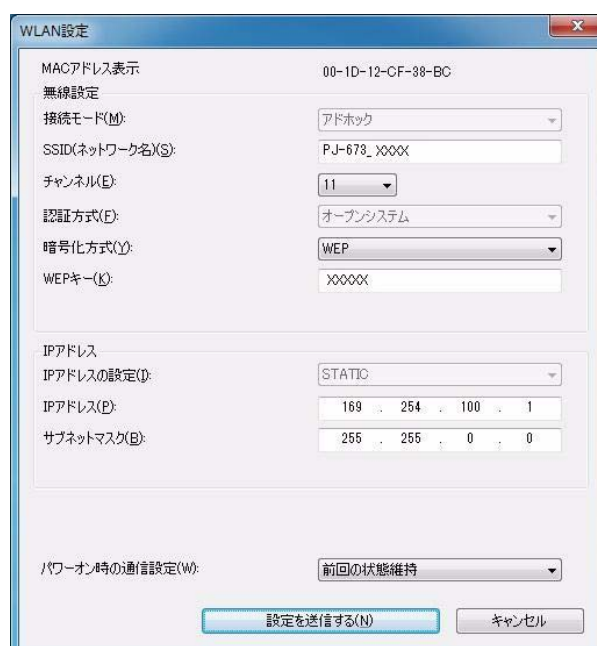 WLAN設定
MACアドレス表示 00-1D-12-CF-38-BC
無線設定
接続モード(M): アドホック
SSID(ネットワーク名)(S): PJ-673_XXXX
チャンネル(E): 11
認証方式(F): オープンシステム
暗号化方式(Y): WEP
WEPキー(K): XXXXX
IPアドレス
IPアドレスの設定(I): STATIC
IPアドレス(P): 169 . 254 . 100 . 1
サブネットマスク(B): 255 . 255 . 0 . 0
パワーオン時の通信設定(W): 前回の状態維持
設定を送信する(N) キャンセル